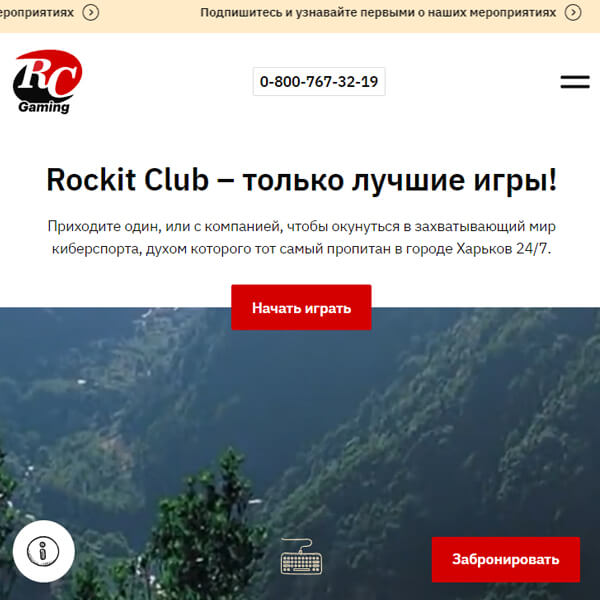 ероприятиях
Подпишитесь и узнавайте первыми о наших мероприятиях
RC
Gaming
0-800-767-32-19
Rockit Club – только лучшие игры!
Приходите один, или с компанией, чтобы окунуться в захватывающий мир
киберспорта, духом которого тот самый пропитан в городе Харьков 24/7.
Начать играть
i
Забронировать